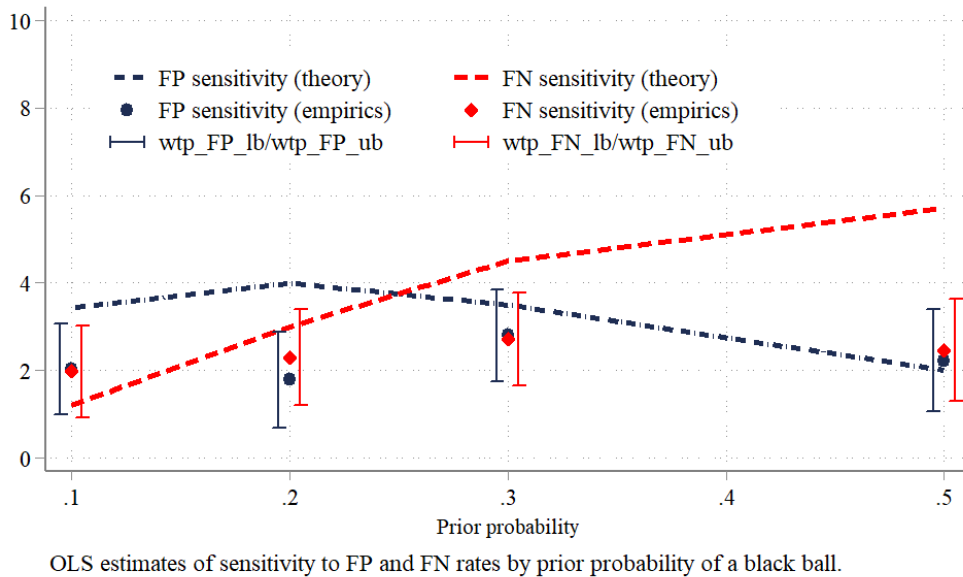 10
8
6
4
2
0
FP sensitivity (theory)
FN sensitivity (theory)
FP sensitivity (empirics)
FN sensitivity (empirics)
wtp_FP_lb/wtp_FP_ub
wtp_FN_lb/wtp_FN_ub
.1 .2 .3 .4 .5
Prior probability
OLS estimates of sensitivity to FP and FN rates by prior probability of a black ball.